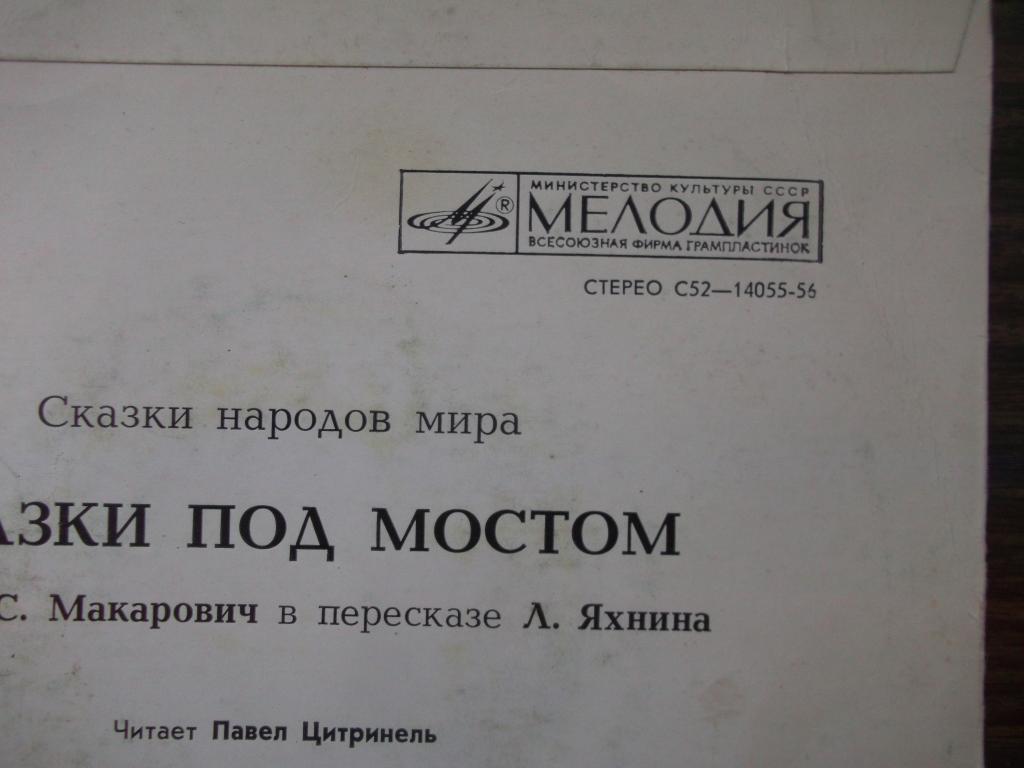 МИНИСТЕРСТВО КУЛЬТУРЫ СССР
® МЕЛОДИЯ
ВСЕСОЮЗНАЯ ФИРМА ГРАМПЛАСТИНОК
СТЕРЕО С52—14055-56
Сказки народов мира
АЗКИ ПОД МОСТОМ
С. Макарович в пересказе Л. Яхнина
Читает Павел Цитринель